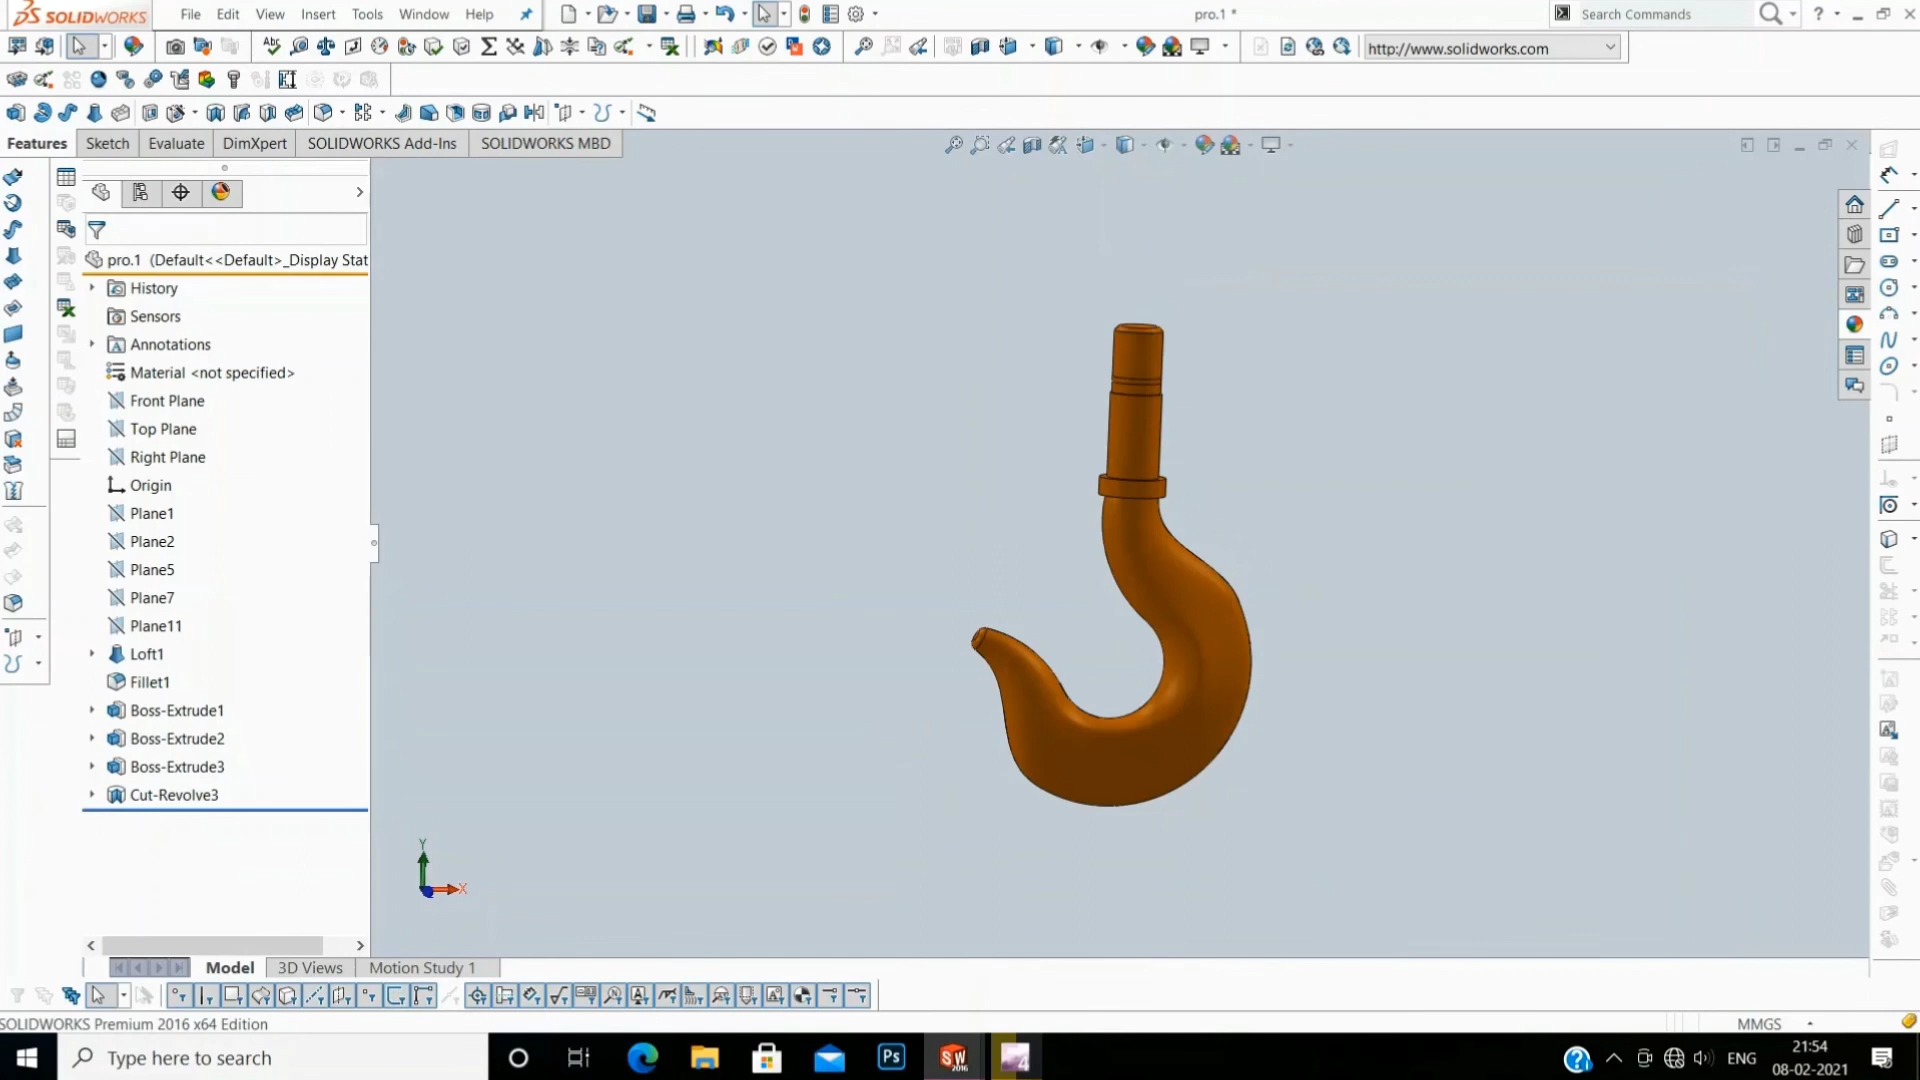 SOLIDWORKS File Edit View Insert Tools Window Help pro.1 * Search Commands ?
http://www.solidworks.com
Features Sketch Evaluate DimXpert SOLIDWORKS Add-Ins SOLIDWORKS MBD
pro.1 (Default<<Default>_Display Stat
History
Sensors
Annotations
Material <not specified>
Front Plane
Top Plane
Right Plane
Origin
Plane1
Plane2
Plane5
Plane7
Plane11
Loft1
Fillet1
Boss-Extrude1
Boss-Extrude2
Boss-Extrude3
Cut-Revolve3
Y
X
Model 3D Views Motion Study 1
SOLIDWORKS Premium 2016 x64 Edition MMGS
Type here to search Ps SW 2016 4 ENG 21:54
08-02-2021